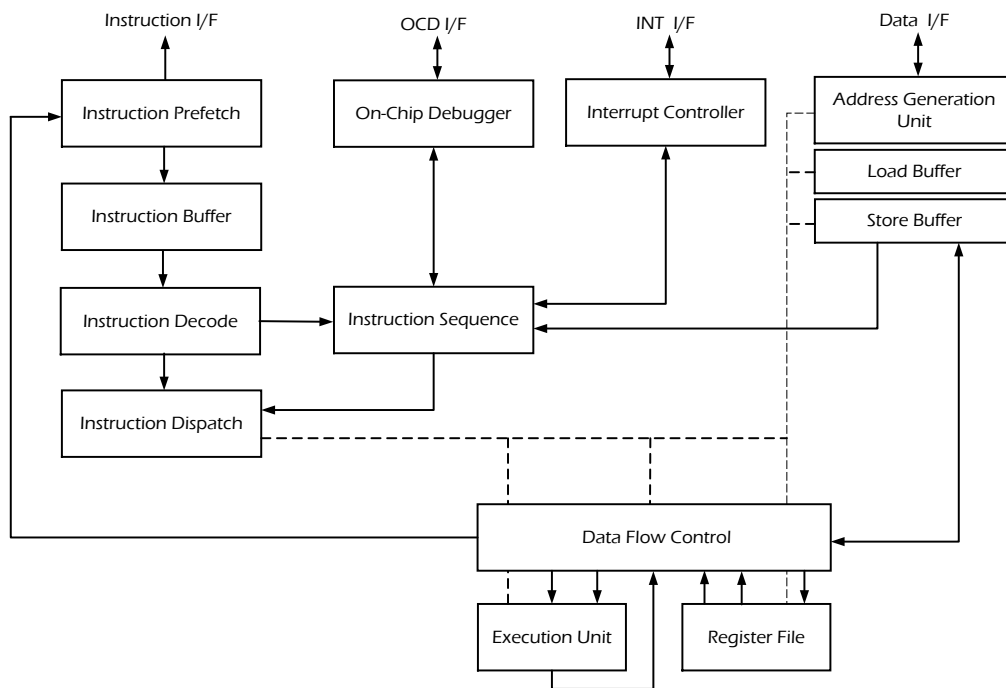 Instruction I/F
OCD I/F
INT I/F
Data I/F
Instruction Prefetch
On-Chip Debugger
Interrupt Controller
Address Generation
Unit
Load Buffer
Instruction Buffer
Store Buffer
Instruction Decode
Instruction Sequence
Instruction Dispatch
Data Flow Control
Execution Unit
Register File